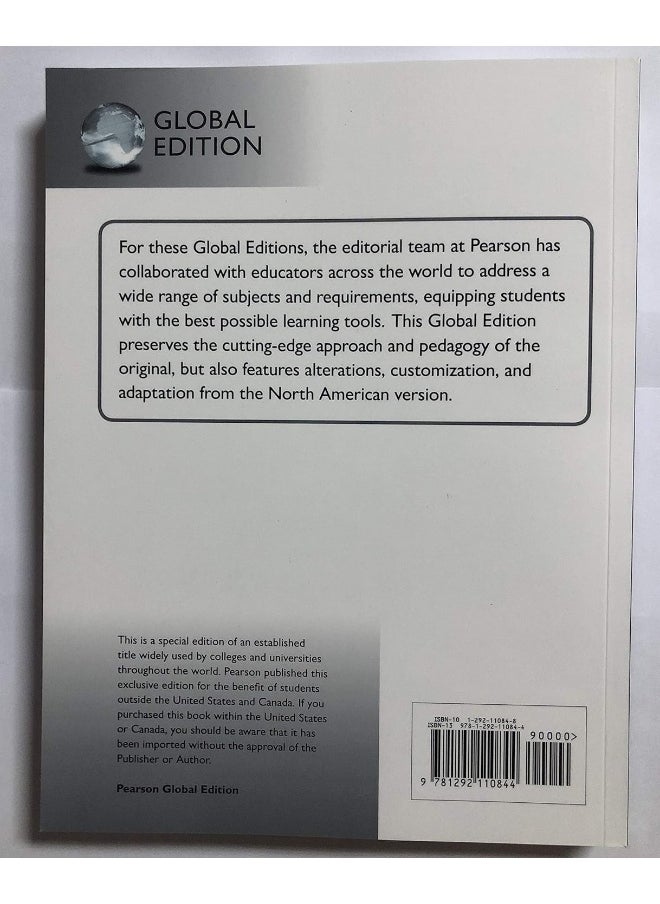 GLOBAL
EDITION
For these Global Editions, the editorial team at Pearson has
collaborated with educators across the world to address a
wide range of subjects and requirements, equipping students
with the best possible learning tools. This Global Edition
preserves the cutting-edge approach and pedagogy of the
original, but also features alterations, customization, and
adaptation from the North American version.
This is a special edition of an established
title widely used by colleges and universities
throughout the world. Pearson published this
exclusive edition for the benefit of students
outside the United States and Canada. If you
purchased this book within the United States
or Canada, you should be aware that it has
been imported without the approval of the
Publisher or Author.
Pearson Global Edition
ISBN-10 1-292-11084-8
ISBN-13 978-1-292-11084-4
90000>
9 781292 110844